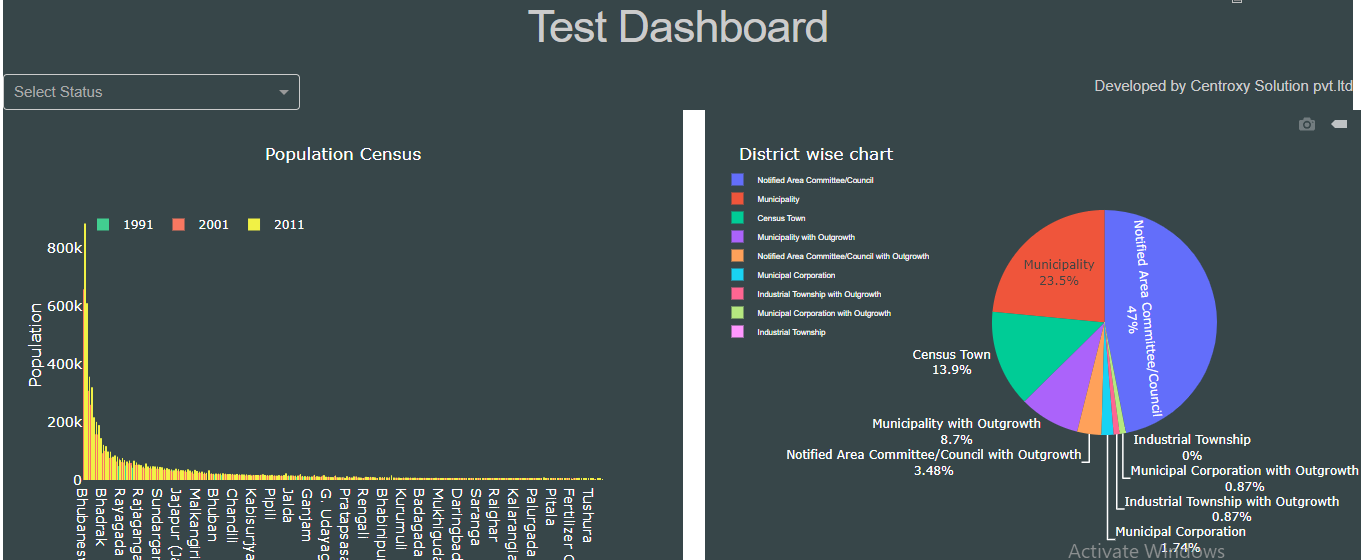 Test Dashboard
Select Status
Developed by Centroxy Solution pvt.ltd
Population Census
1991
2001
2011
800k
600k
400k
200k
0
Population
Bhubanes
Bhadrak
Rayagada
Rajagang
Sundargar
Jajapur (Ja
Malkangiri
Bhuban
Chandili
Kabisurya
Pipili
Jalda
Ganjam
G. Udayag
Pratapsasa
Rengali
Bhabinipu
Kurumuli
Badagada
Mukhiguda
Daringbad
Saranga
Raighar
Kalarangia
Palurgada
Pitala
Fertilizer C
Tushura
District wise chart
Notified Area Committee/Council
Municipality
Census Town
Municipality with Outgrowth
Notified Area Committee/Council with Outgrowth
Municipal Corporation
Industrial Township with Outgrowth
Municipal Corporation with Outgrowth
Industrial Township
Notified Area Committee/Council
47%
Municipality
23.5%
Census Town
13.9%
Municipality with Outgrowth
8.7%
Notified Area Committee/Council with Outgrowth
3.48%
Industrial Township
0%
Municipal Corporation with Outgrowth
0.87%
Industrial Township with Outgrowth
0.87%
Municipal Corporation
1.74%
Activate Windows